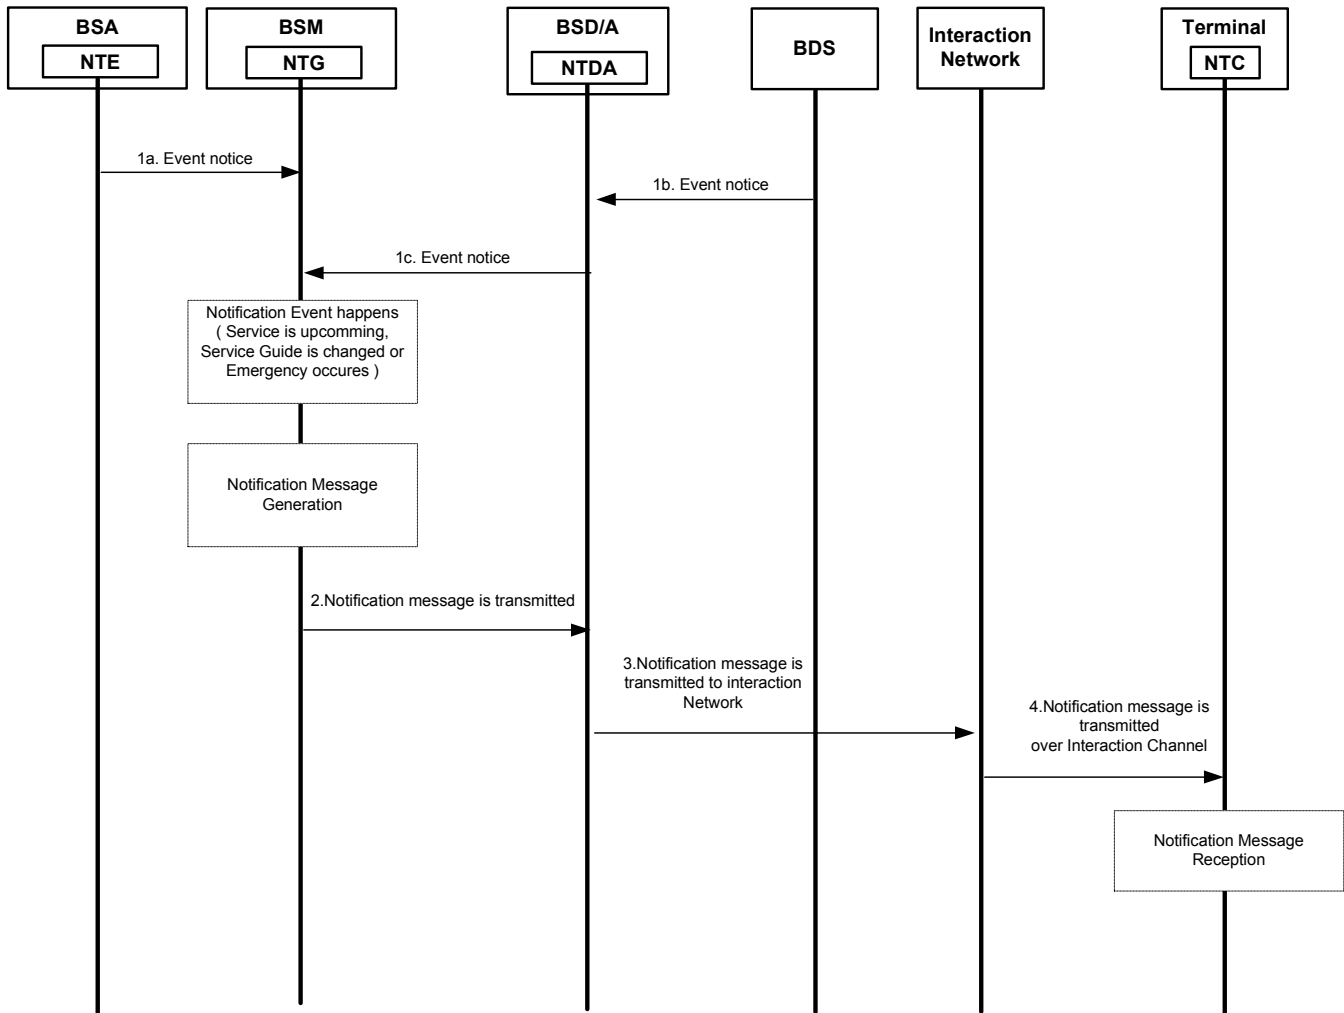 BSA
NTE
BSM
NTG
BSD/A
NTDA
BDS
Interaction
Network
Terminal
NTC
1a. Event notice
1b. Event notice
1c. Event notice
Notification Event happens
( Service is upcomming,
Service Guide is changed or
Emergency occures )
Notification Message
Generation
2.Notification message is transmitted
3.Notification message is
transmitted to interaction
Network
4.Notification message is
transmitted
over Interaction Channel
Notification Message
Reception